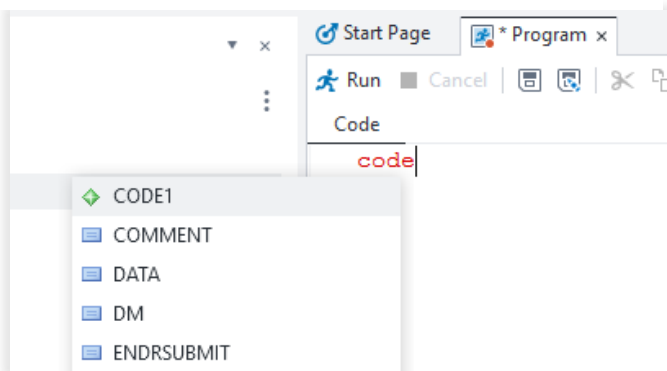 Start Page * Program ×
Run Cancel
Code
code
CODE1
COMMENT
DATA
DM
ENDRSUBMIT